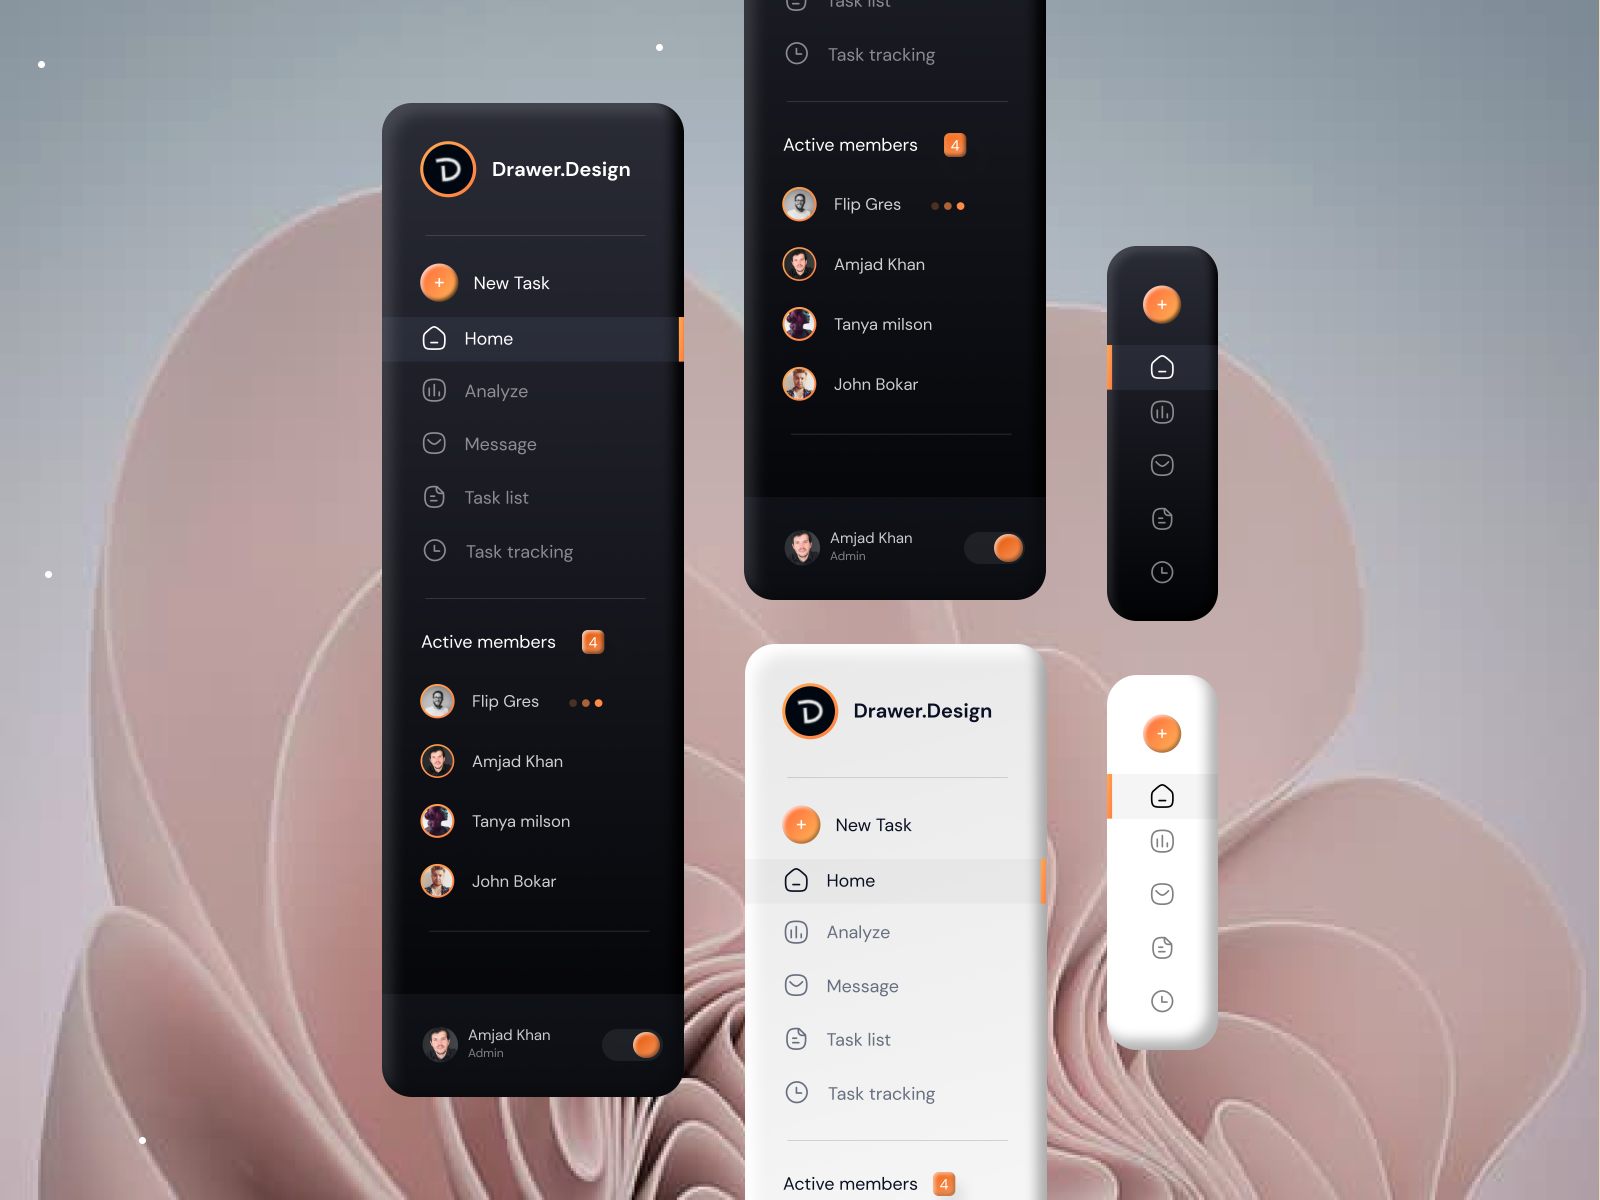 Drawer.Design
New Task
Home
Analyze
Message
Task list
Task tracking
Active members 4
Flip Gres
Amjad Khan
Tanya milson
John Bokar
Amjad Khan
Admin
Task list
Task tracking
Active members 4
Flip Gres
Amjad Khan
Tanya milson
John Bokar
Amjad Khan
Admin
Drawer.Design
New Task
Home
Analyze
Message
Task list
Task tracking
Active members 4